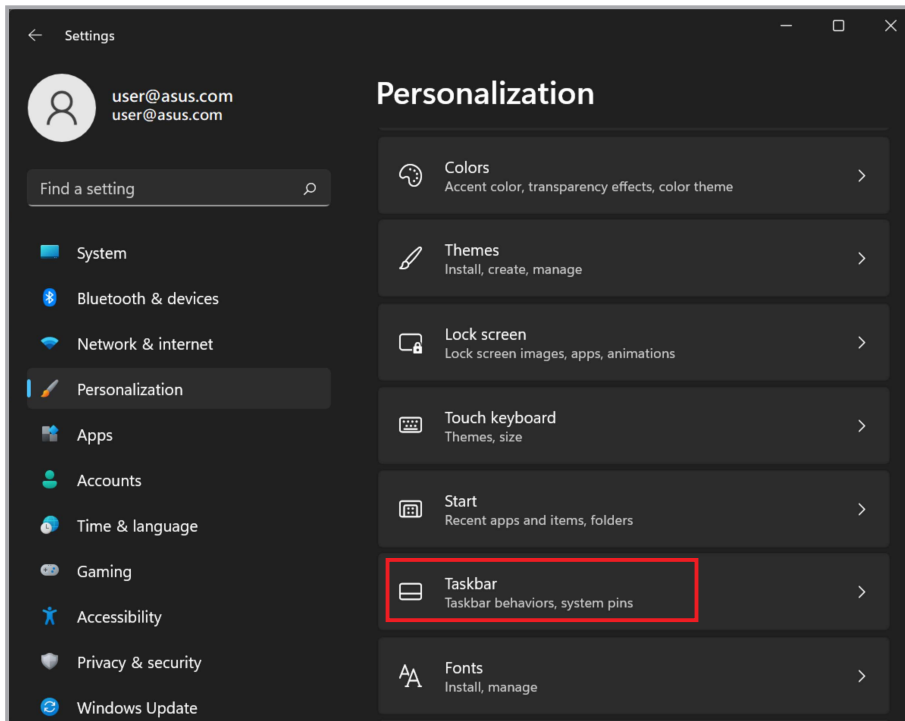 Settings
user@asus.com
user@asus.com
Find a setting
System
Bluetooth & devices
Network & internet
Personalization
Apps
Accounts
Time & language
Gaming
Accessibility
Privacy & security
Windows Update
Personalization
Colors
Accent color, transparency effects, color theme
Themes
Install, create, manage
Lock screen
Lock screen images, apps, animations
Touch keyboard
Themes, size
Start
Recent apps and items, folders
Taskbar
Taskbar behaviors, system pins
Fonts
Install, manage